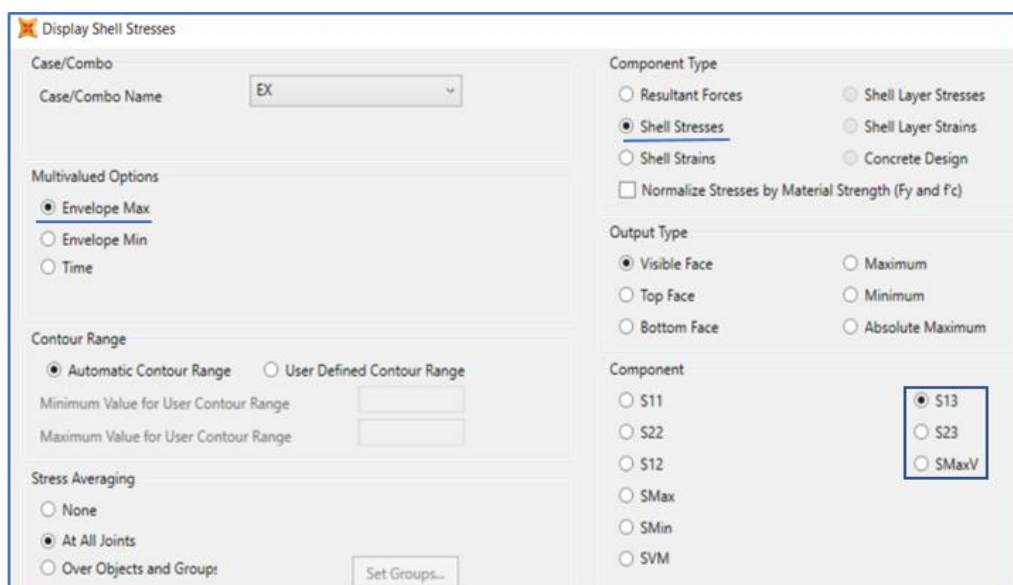 Display Shell Stresses
Case/Combo
Case/Combo Name
EX
Multivalued Options
Envelope Max
Envelope Min
Time
Contour Range
Automatic Contour Range
User Defined Contour Range
Minimum Value for User Contour Range
Maximum Value for User Contour Range
Stress Averaging
None
At All Joints
Over Objects and Groups
Set Groups...
Component Type
Resultant Forces
Shell Layer Stresses
Shell Stresses
Shell Layer Strains
Shell Strains
Concrete Design
Normalize Stresses by Material Strength (Fy and f'c)
Output Type
Visible Face
Maximum
Top Face
Minimum
Bottom Face
Absolute Maximum
Component
S11
S13
S22
S23
S12
SMaxV
SMax
SMin
SVM